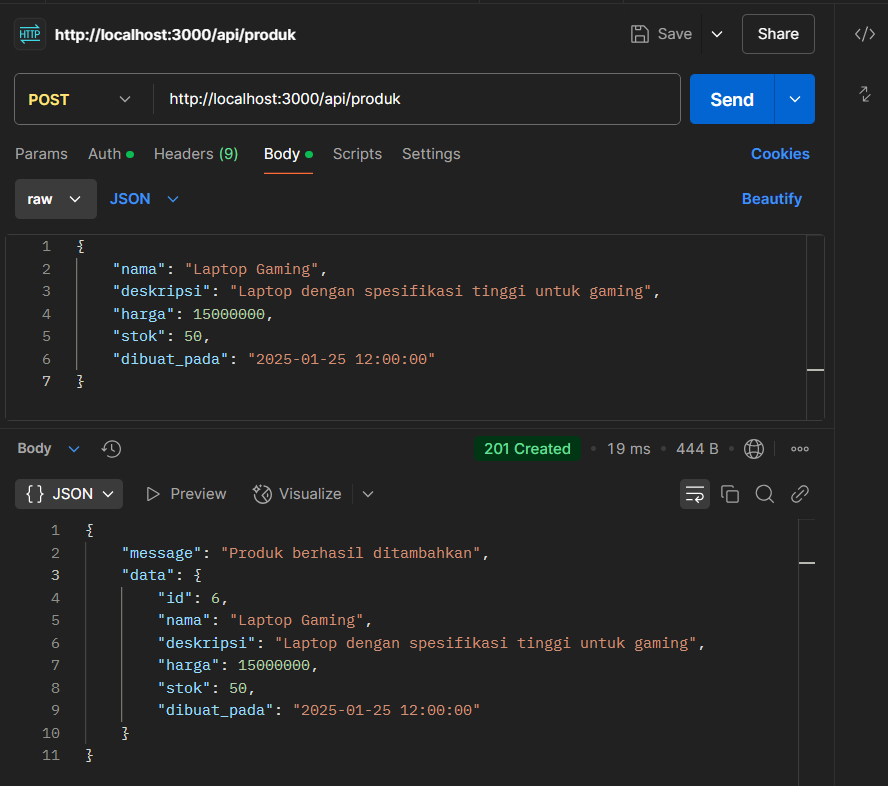 HTTP http://localhost:3000/api/produk Save Share
POST http://localhost:3000/api/produk Send
Params Auth Headers (9) Body Scripts Settings Cookies
raw JSON Beautify
1 {
2 "nama": "Laptop Gaming",
3 "deskripsi": "Laptop dengan spesifikasi tinggi untuk gaming",
4 "harga": 15000000,
5 "stok": 50,
6 "dibuat_pada": "2025-01-25 12:00:00"
7 }
Body 201 Created • 19 ms • 444 B •
{} JSON Preview Visualize
1 {
2 "message": "Produk berhasil ditambahkan",
3 "data": {
4 "id": 6,
5 "nama": "Laptop Gaming",
6 "deskripsi": "Laptop dengan spesifikasi tinggi untuk gaming",
7 "harga": 15000000,
8 "stok": 50,
9 "dibuat_pada": "2025-01-25 12:00:00"
10 }
11 }